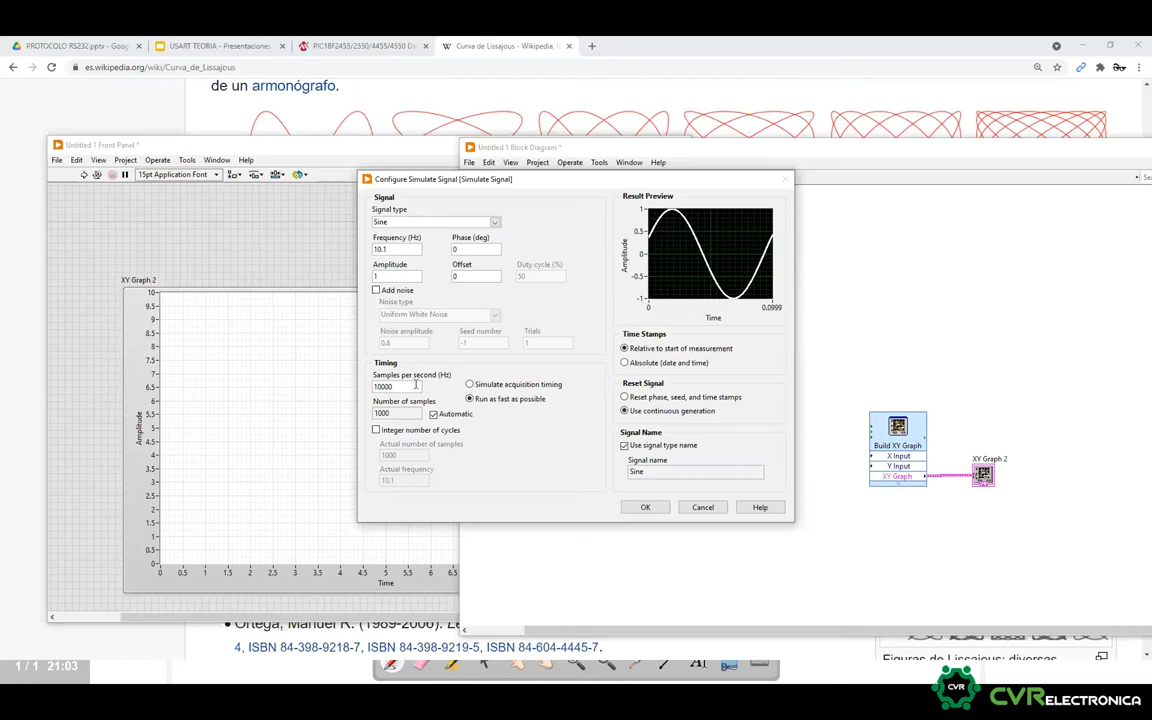 PROTOCOLO RS232.pptx - Goog
USART TEORIA - Presentaciones
PIC18F2455/2550/4455/4550 Da
Curva de Lissajous - Wikipedia, l
es.wikipedia.org/wiki/Curva_de_Lissajous
de un armonógrafo.
Untitled 1 Front Panel *
File Edit View Project Operate Tools Window Help
15pt Application Font
Untitled 1 Block Diagram *
File Edit View Project Operate Tools Window Help
Sea
XY Graph 2
10
9.5
9
8.5
8
7.5
7
6.5
6
5.5
5
4.5
4
3.5
3
2.5
2
1.5
1
0.5
0
Amplitude
0 0.5 1 1.5 2 2.5 3 3.5 4 4.5 5 5.5 6 6.5
Time
Configure Simulate Signal [Simulate Signal]
Signal
Signal type
Sine
Frequency (Hz) Phase (deg)
10.1 0
Amplitude Offset Duty cycle (%)
1 0 50
Add noise
Noise type
Uniform White Noise
Noise amplitude Seed number Trials
0.6 -1 1
Timing
Samples per second (Hz)
10000
Simulate acquisition timing
Run as fast as possible
Number of samples
1000
Automatic
Integer number of cycles
Actual number of samples
1000
Actual frequency
10.1
Result Preview
1
0.5
0
-0.5
-1
Amplitude
0 0.0999
Time
Time Stamps
Relative to start of measurement
Absolute (date and time)
Reset Signal
Reset phase, seed, and time stamps
Use continuous generation
Signal Name
Use signal type name
Signal name
Sine
OK Cancel Help
Build XY Graph
X Input
Y Input
XY Graph
XY Graph 2
Ortega, Manuel R. (1989-2006).
4, ISBN 84-398-9218-7, ISBN 84-398-9219-5, ISBN 84-604-4445-7.
Figuras de Lissajous: diversas
1 / 1 21:03
CVR
CVR ELECTRONICA